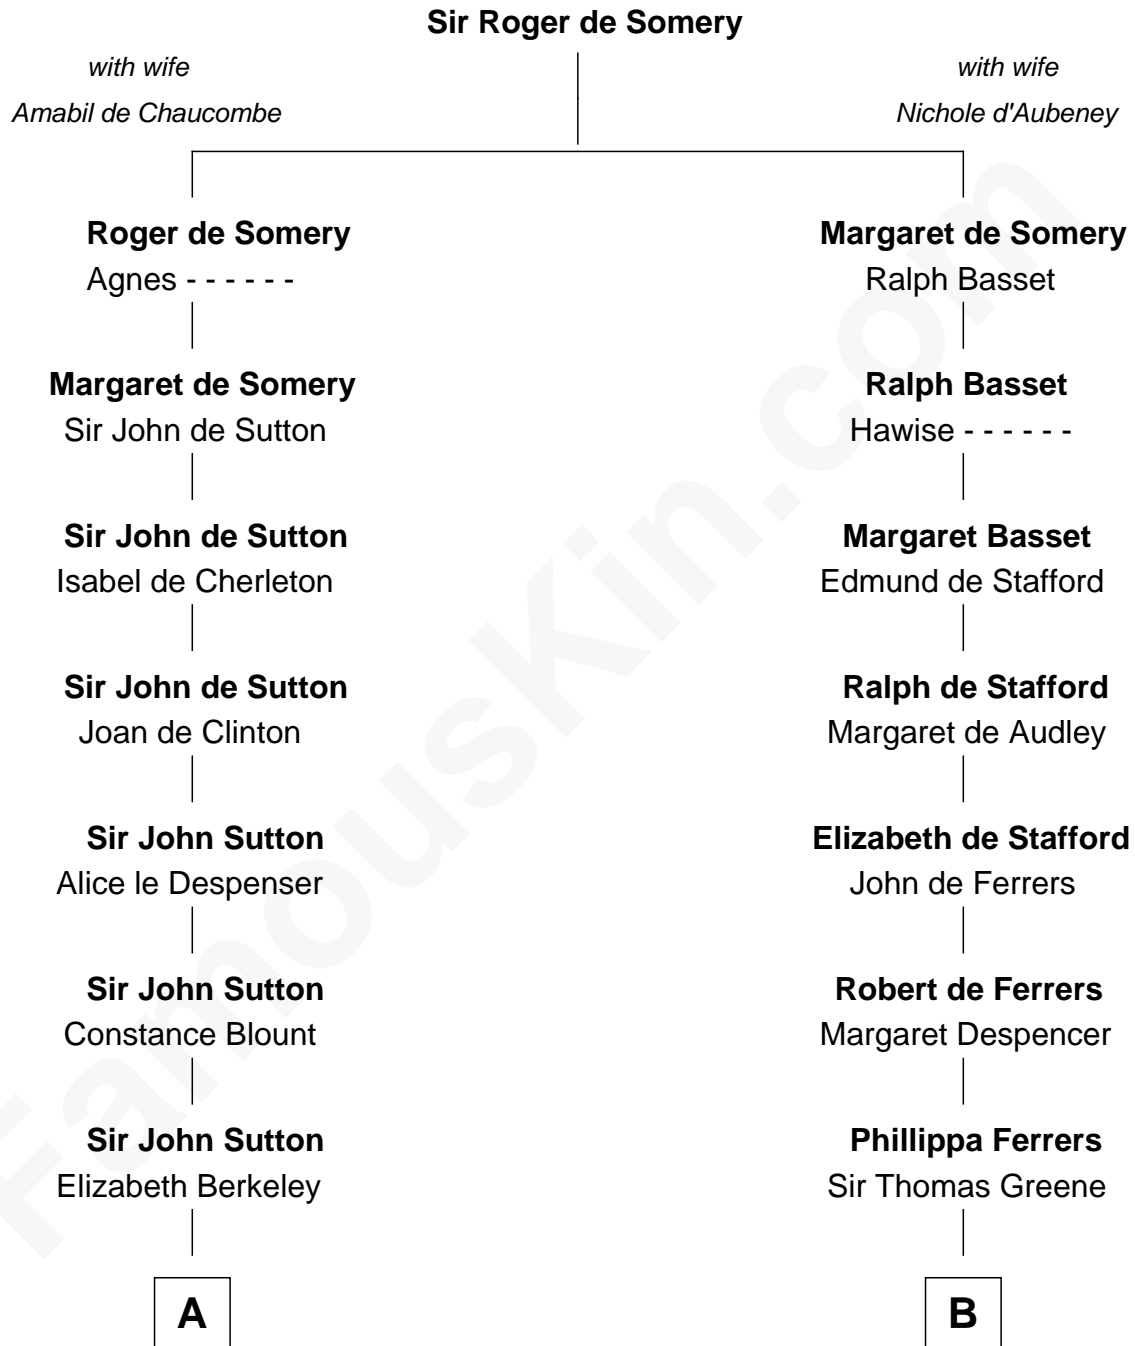 Sir Roger de Somery
with wife
Amabil de Chaucombe
with wife
Nichole d'Aubeney
Roger de Somery
Agnes - - - - - -
Margaret de Somery
Ralph Basset
Margaret de Somery
Sir John de Sutton
Ralph Basset
Hawise - - - - - -
Sir John de Sutton
Isabel de Cherleton
Margaret Basset
Edmund de Stafford
Sir John de Sutton
Joan de Clinton
Ralph de Stafford
Margaret de Audley
Sir John Sutton
Alice le Despenser
Elizabeth de Stafford
John de Ferrers
Sir John Sutton
Constance Blount
Robert de Ferrers
Margaret Despencer
Sir John Sutton
Elizabeth Berkeley
Phillippa Ferrers
Sir Thomas Greene
A
B
FamousKin.com